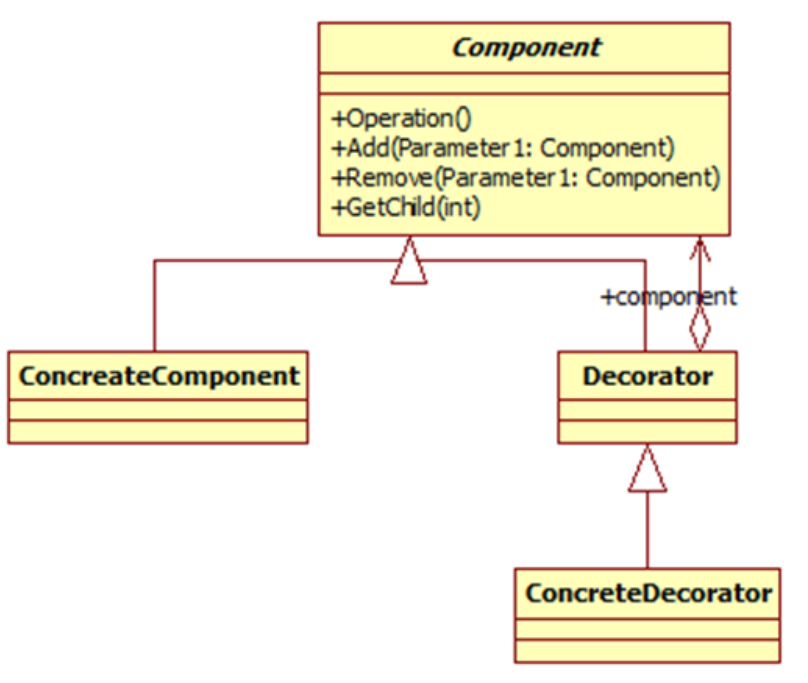 Component
+Operation()
+Add(Parameter1: Component)
+Remove(Parameter1: Component)
+GetChild(int)
+component
ConcreateComponent
Decorator
ConcreteDecorator